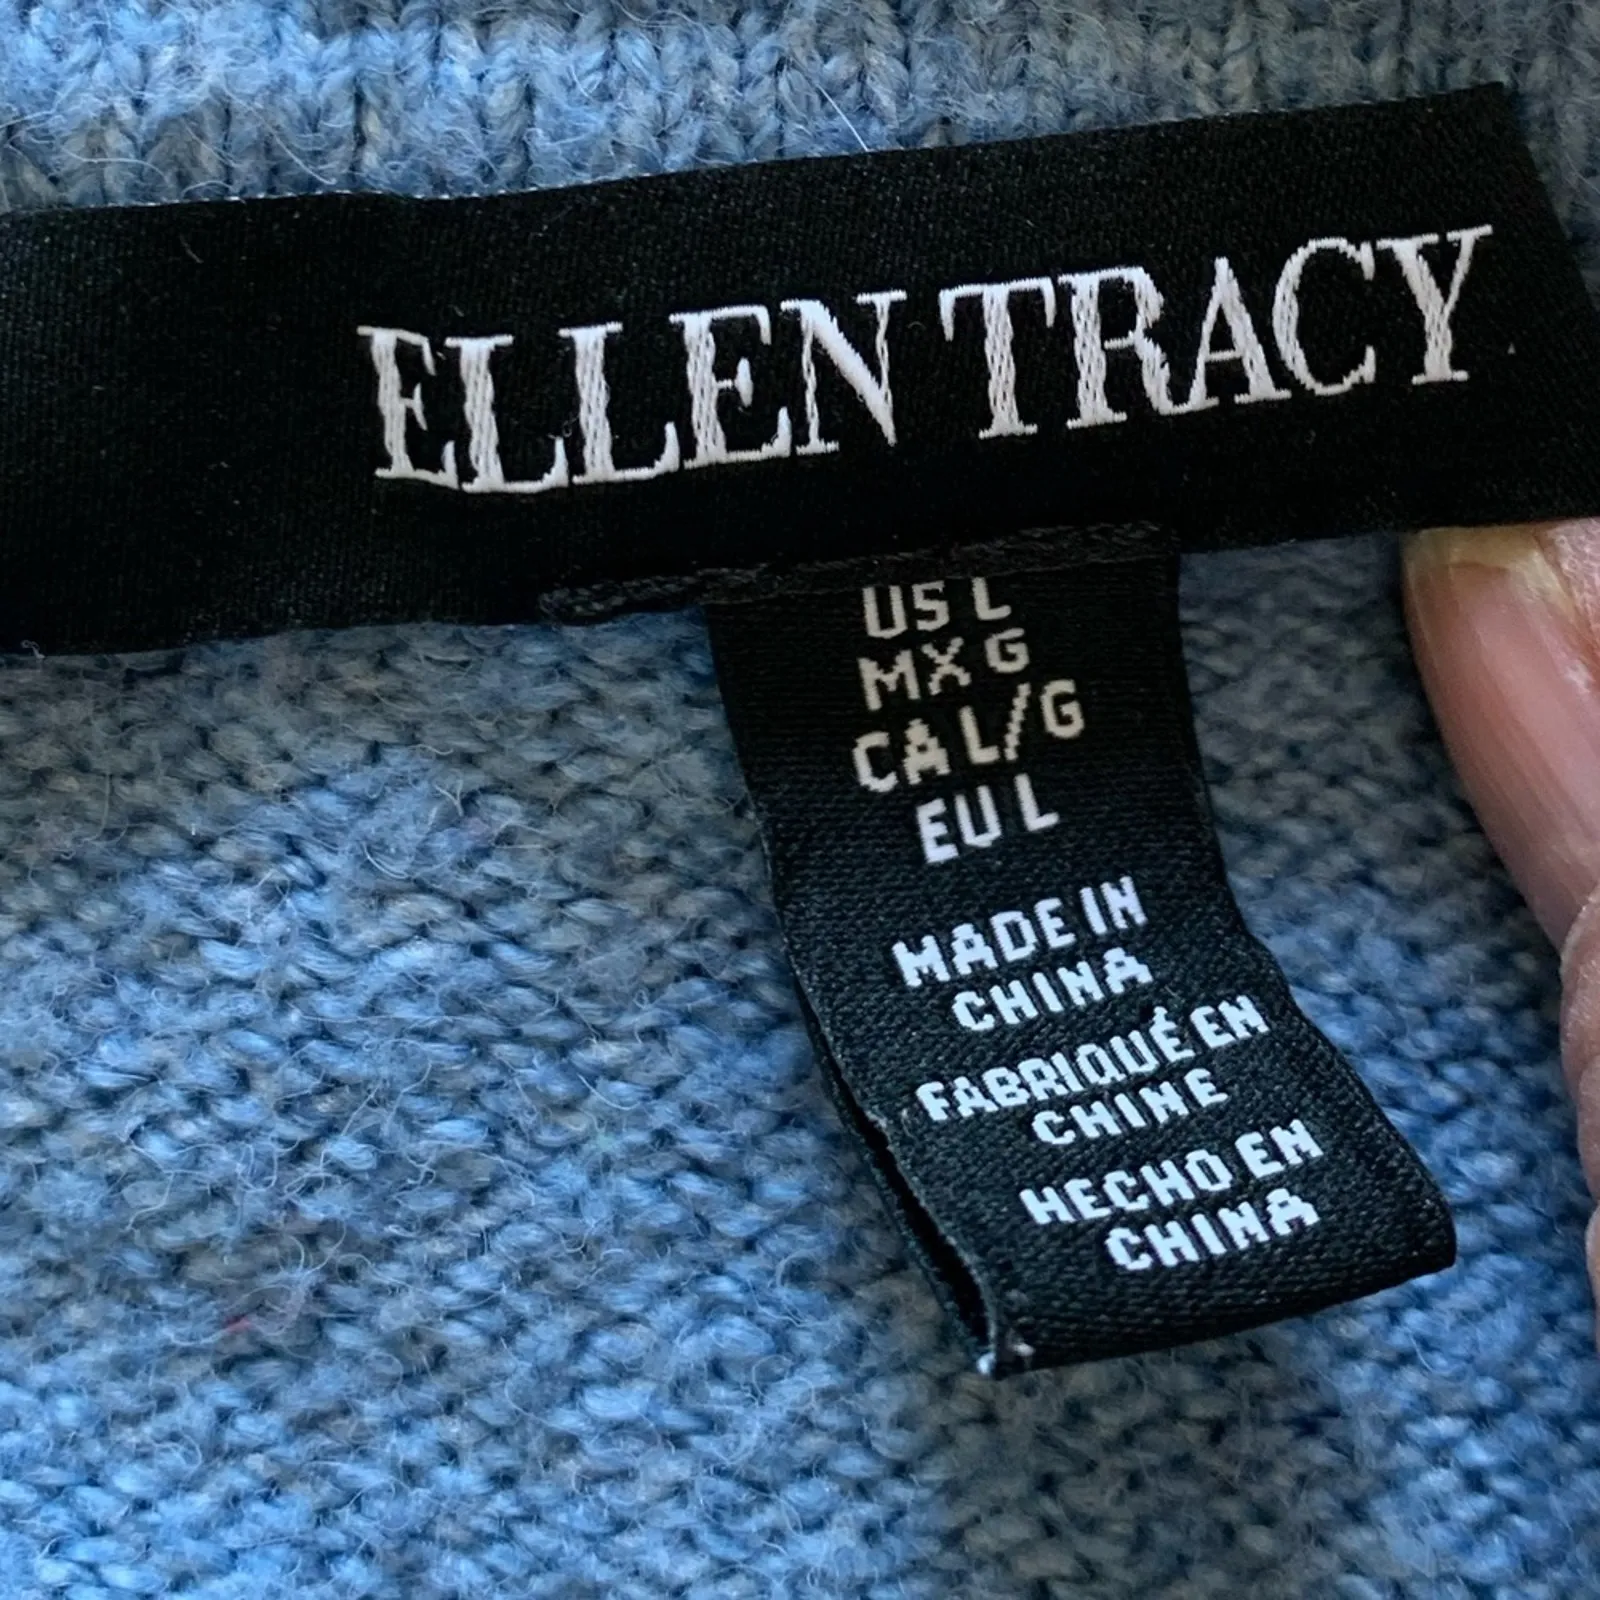 ELLEN TRACY
US L
MX G
CA L/G
EU L
MADE IN
CHINA
FABRIQUÉ EN
CHINE
HECHO EN
CHINA